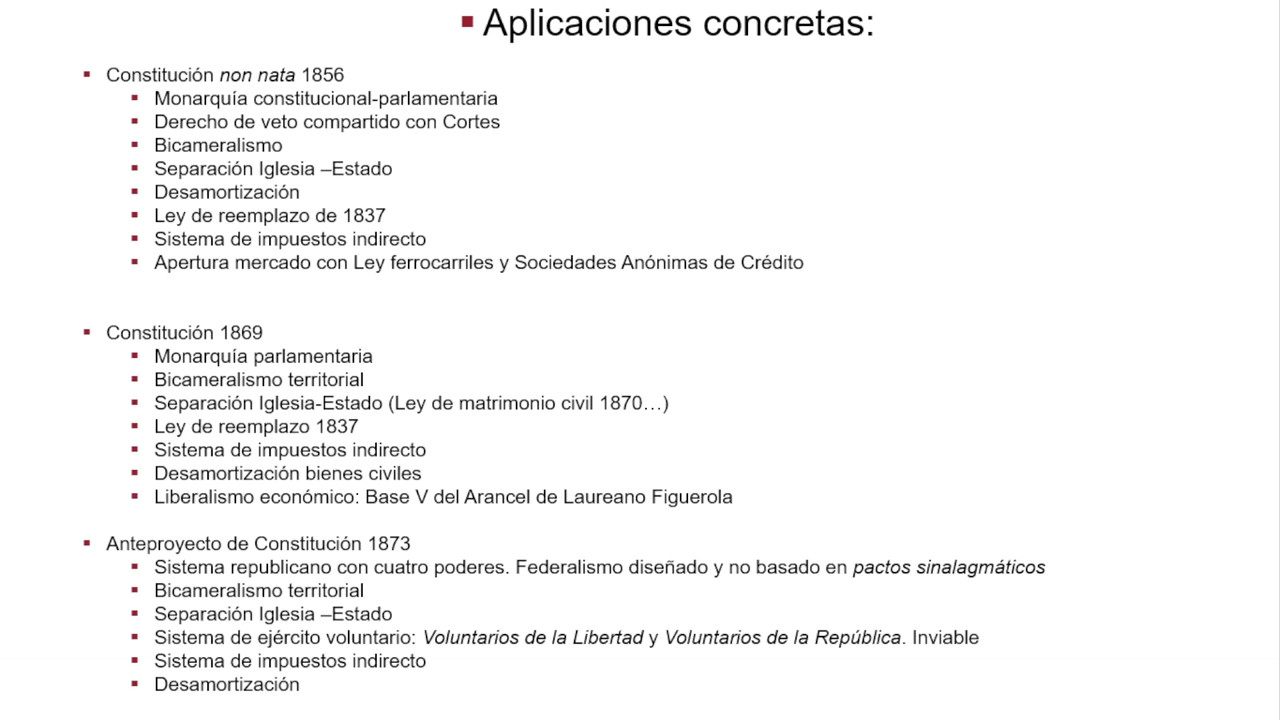 Aplicaciones concretas:
Constitución non nata 1856
Monarquía constitucional-parlamentaria
Derecho de veto compartido con Cortes
Bicameralismo
Separación Iglesia –Estado
Desamortización
Ley de reemplazo de 1837
Sistema de impuestos indirecto
Apertura mercado con Ley ferrocarriles y Sociedades Anónimas de Crédito
Constitución 1869
Monarquía parlamentaria
Bicameralismo territorial
Separación Iglesia-Estado (Ley de matrimonio civil 1870…)
Ley de reemplazo 1837
Sistema de impuestos indirecto
Desamortización bienes civiles
Liberalismo económico: Base V del Arancel de Laureano Figuerola
Anteproyecto de Constitución 1873
Sistema republicano con cuatro poderes. Federalismo diseñado y no basado en pactos sinalagmáticos
Bicameralismo territorial
Separación Iglesia –Estado
Sistema de ejército voluntario: Voluntarios de la Libertad y Voluntarios de la República. Inviable
Sistema de impuestos indirecto
Desamortización